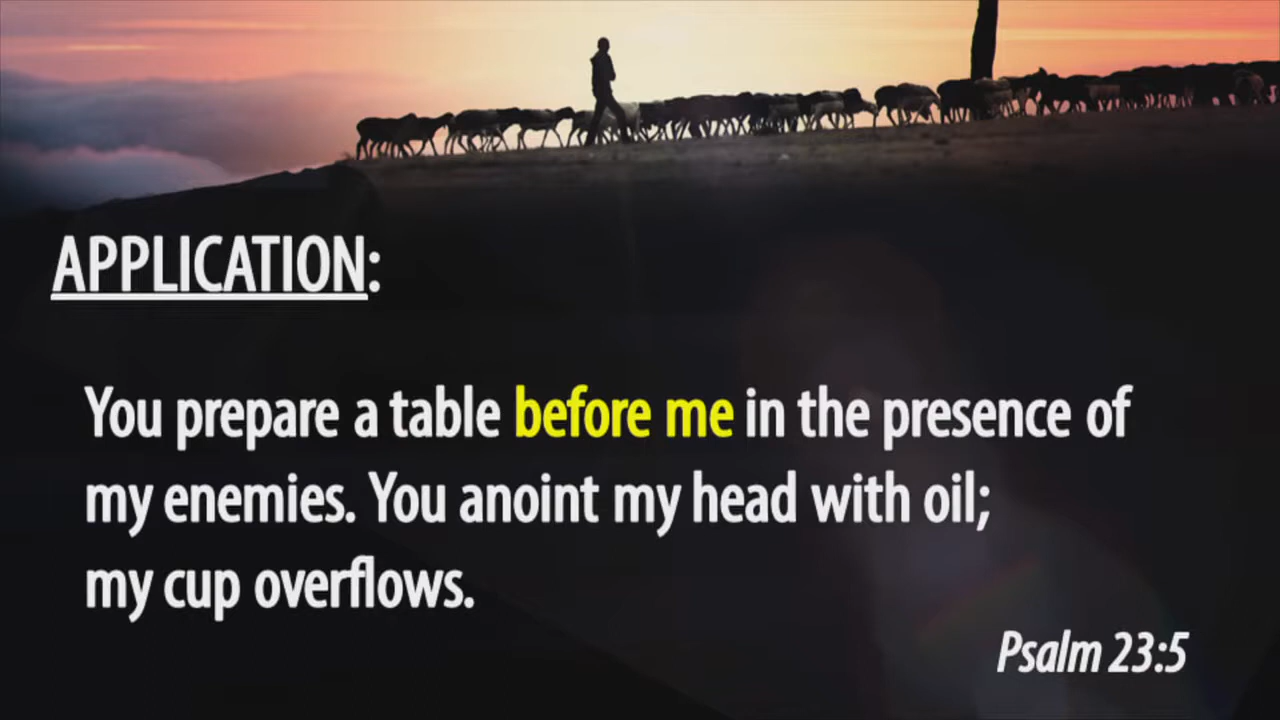 APPLICATION:
You prepare a table before me in the presence of
my enemies. You anoint my head with oil;
my cup overflows.
Psalm 23:5